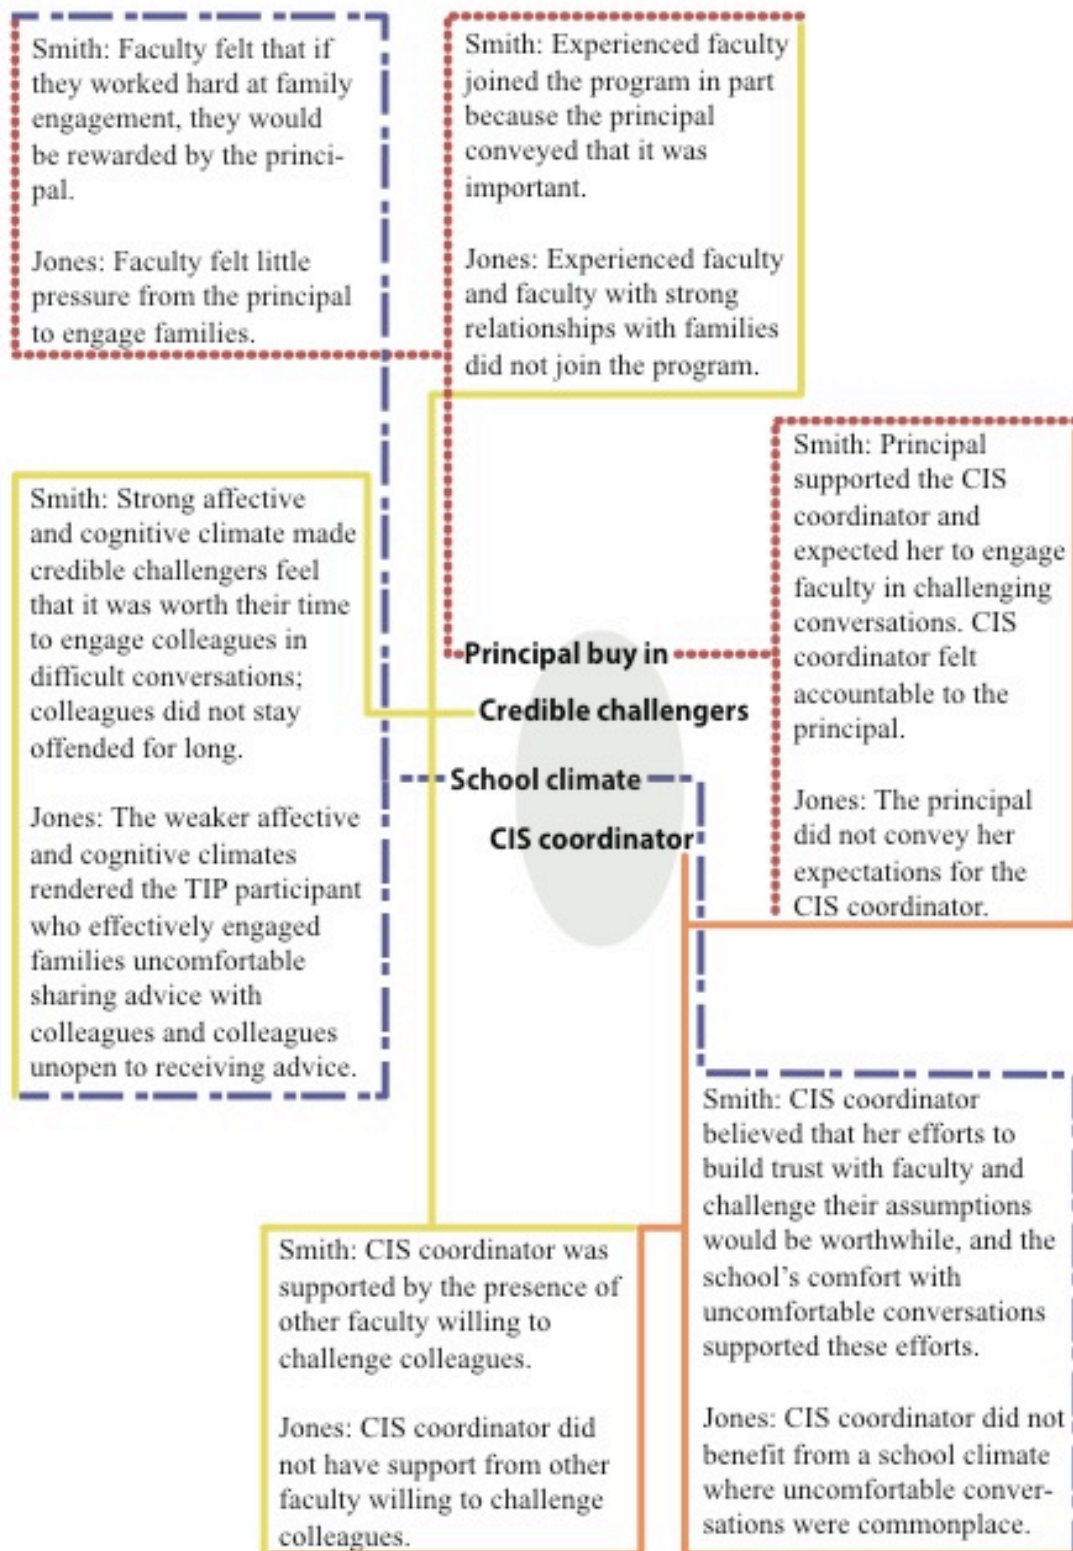 Smith: Faculty felt that if
they worked hard at family
engagement, they would
be rewarded by the princi-
pal.
Jones: Faculty felt little
pressure from the principal
to engage families.
Smith: Experienced faculty
joined the program in part
because the principal
conveyed that it was
important.
Jones: Experienced faculty
and faculty with strong
relationships with families
did not join the program.
Smith: Strong affective
and cognitive climate made
credible challengers feel
that it was worth their time
to engage colleagues in
difficult conversations;
colleagues did not stay
offended for long.
Jones: The weaker affective
and cognitive climates
rendered the TIP participant
who effectively engaged
families uncomfortable
sharing advice with
colleagues and colleagues
unopen to receiving advice.
Principal buy in
Credible challengers
School climate
CIS coordinator
Smith: Principal
supported the CIS
coordinator and
expected her to engage
faculty in challenging
conversations. CIS
coordinator felt
accountable to the
principal.
Jones: The principal
did not convey her
expectations for the
CIS coordinator.
Smith: CIS coordinator was
supported by the presence of
other faculty willing to
challenge colleagues.
Jones: CIS coordinator did
not have support from other
faculty willing to challenge
colleagues.
Smith: CIS coordinator
believed that her efforts to
build trust with faculty and
challenge their assumptions
would be worthwhile, and the
school's comfort with
uncomfortable conversations
supported these efforts.
Jones: CIS coordinator did not
benefit from a school climate
where uncomfortable conver-
sations were commonplace.